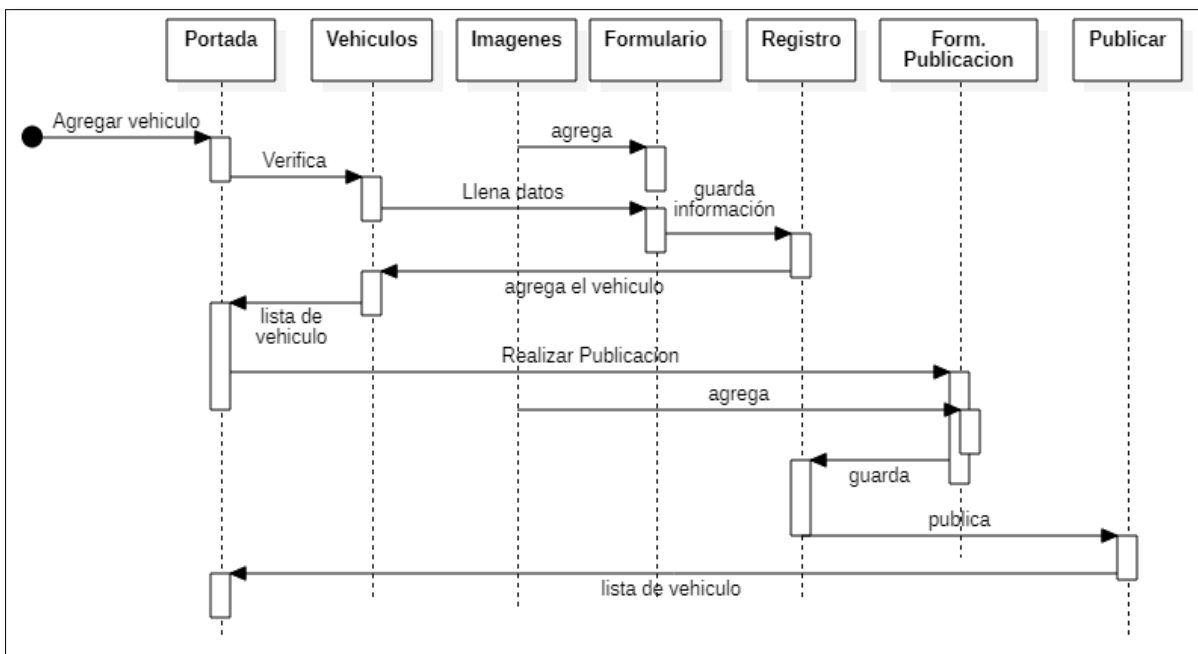 Portada
Vehiculos
Imagenes
Formulario
Registro
Form.
Publicacion
Publicar
Agregar vehiculo
agrega
Verifica
Llena datos
guarda
información
agrega el vehiculo
lista de
vehiculo
Realizar Publicacion
agrega
guarda
publica
lista de vehiculo